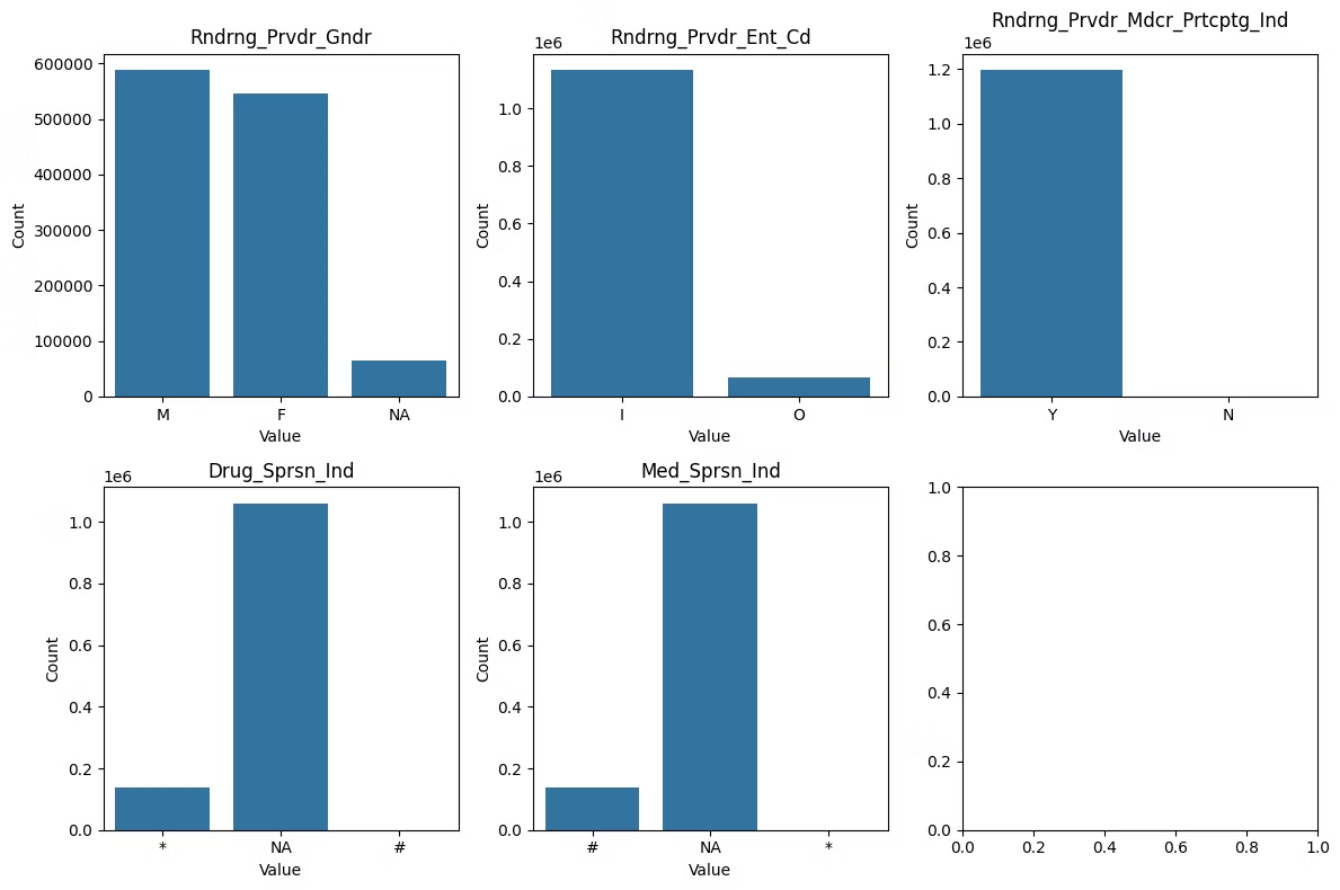 Rndrng_Prvdr_Gndr
600000
500000
400000
300000
200000
100000
0
Count
M F NA
Value
Rndrng_Prvdr_Ent_Cd
1e6
1.0
0.8
0.6
0.4
0.2
0.0
Count
I O
Value
Rndrng_Prvdr_Mdcr_Prtcptg_Ind
1e6
1.2
1.0
0.8
0.6
0.4
0.2
0.0
Count
Y N
Value
Drug_Sprsn_Ind
1e6
1.0
0.8
0.6
0.4
0.2
0.0
Count
* NA #
Value
Med_Sprsn_Ind
1e6
1.0
0.8
0.6
0.4
0.2
0.0
Count
# NA *
Value
1.0
0.8
0.6
0.4
0.2
0.0
0.0 0.2 0.4 0.6 0.8 1.0